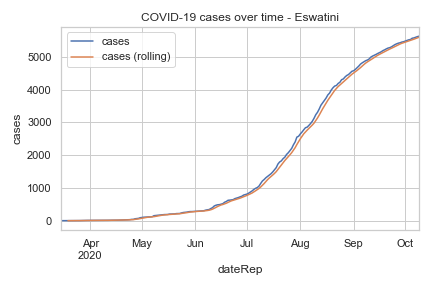 COVID-19 cases over time - Eswatini
cases
cases (rolling)
5000
4000
3000
2000
1000
0
cases
Apr May Jun Jul Aug Sep Oct
2020
dateRep